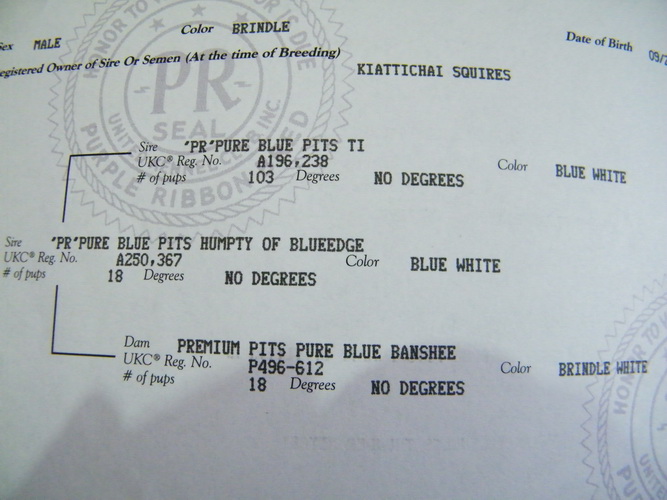 Sex MALE Color BRINDLE Date of Birth
Registered Owner of Sire Or Semen (At the time of Breeding) KIATTICHAI SQUIRES
Sire 'PR'PURE BLUE PITS TI
UKC® Reg. No. A196,238 Color BLUE WHITE
# of pups 103 Degrees NO DEGREES
Sire 'PR'PURE BLUE PITS HUMPTY OF BLUEEDGE
UKC® Reg. No. A250,367 Color BLUE WHITE
# of pups 18 Degrees NO DEGREES
Dam PREMIUM PITS PURE BLUE BANSHEE
UKC® Reg. No. P496-612 Color BRINDLE WHITE
# of pups 18 Degrees NO DEGREES
PR
SEAL
PURPLE RIBBON
HONOR TO